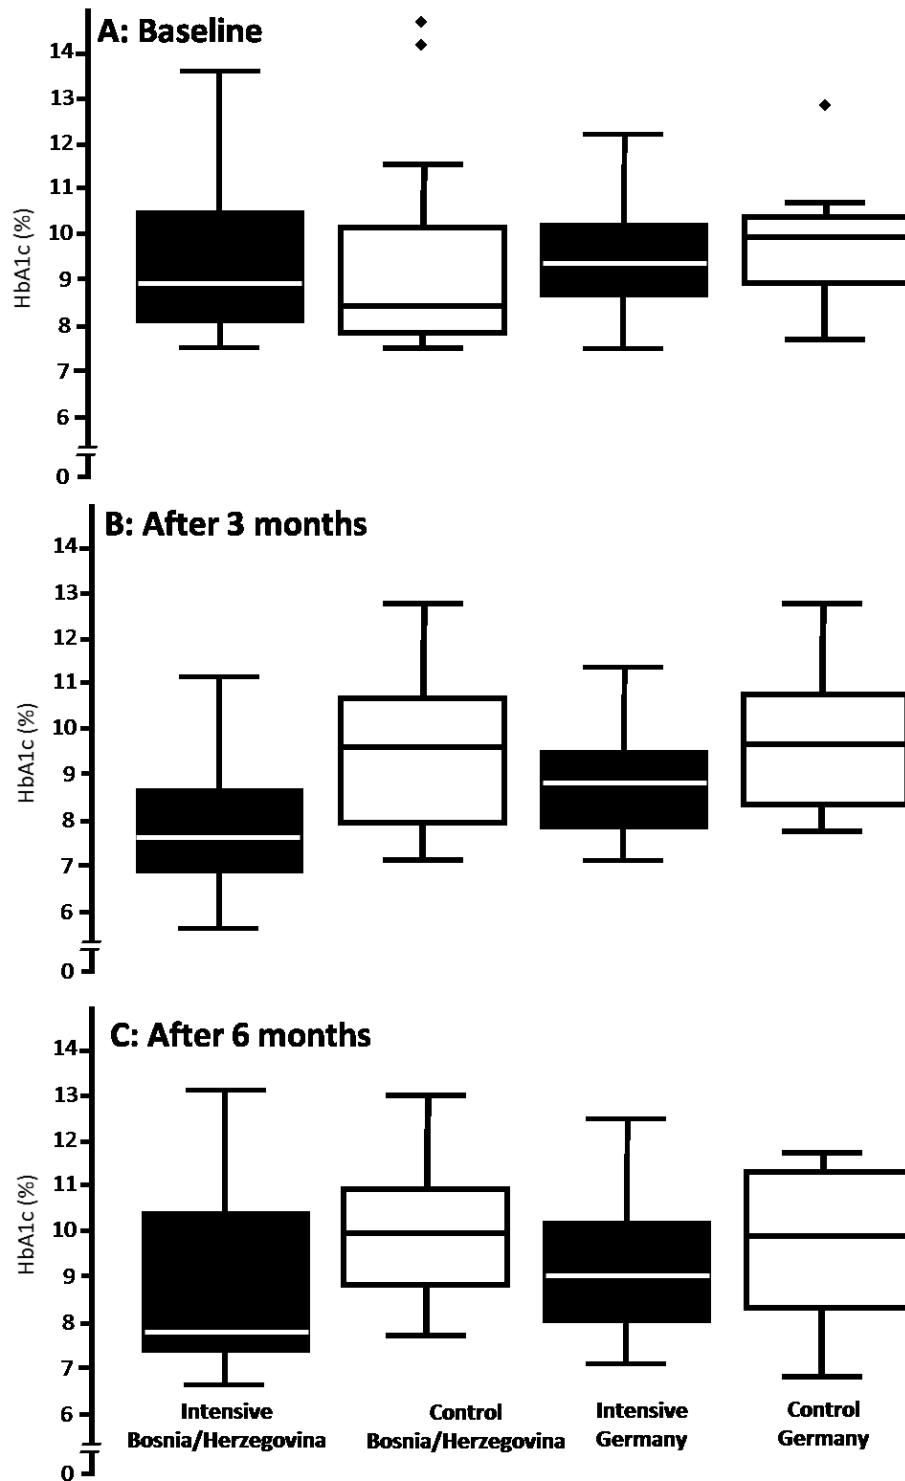 A: Baseline
14
13
12
11
10
9
8
7
6
0
HbA1c (%)
B: After 3 months
14
13
12
11
10
9
8
7
6
0
HbA1c (%)
C: After 6 months
14
13
12
11
10
9
8
7
6
0
HbA1c (%)
Intensive
Bosnia/Herzegovina
Control
Bosnia/Herzegovina
Intensive
Germany
Control
Germany